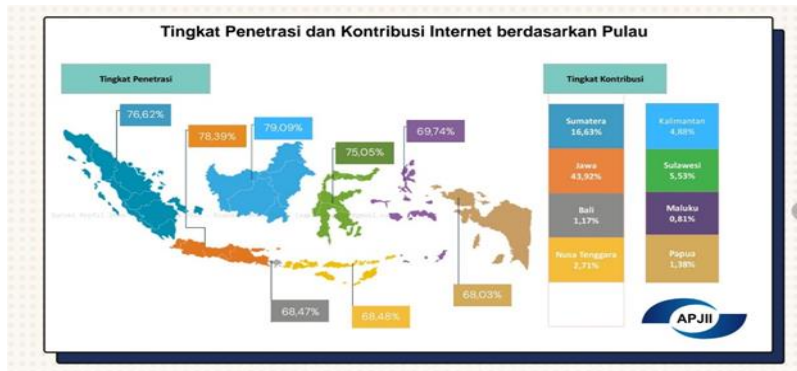 Tingkat Penetrasi dan Kontribusi Internet berdasarkan Pulau
Tingkat Penetrasi
Tingkat Kontribusi
76,62%
78,39%
79,09%
75,05%
69,74%
68,47%
68,48%
68,03%
Sumatera
16,63%
Kalimantan
4,88%
Jawa
43,92%
Sulawesi
5,53%
Bali
1,17%
Maluku
0,81%
Nusa Tenggara
2,71%
Papua
1,38%
APJII